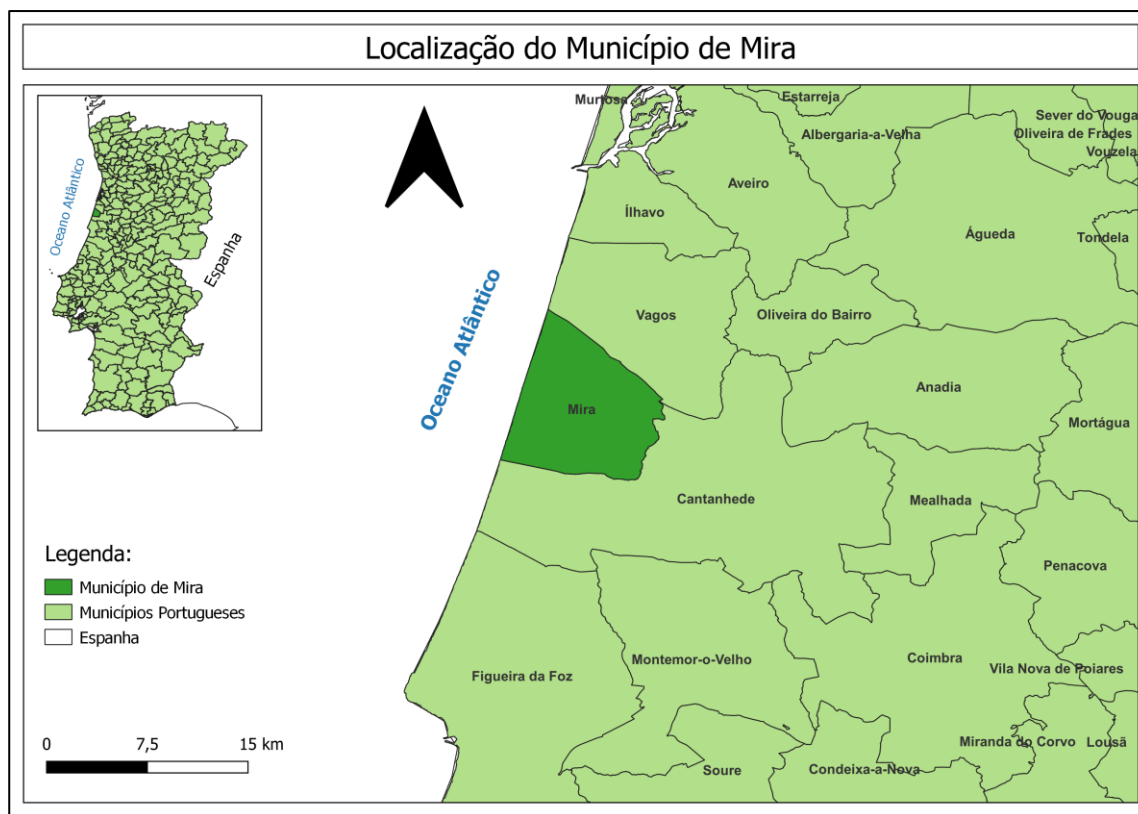 Localização do Município de Mira
Oceano Atlântico
Espanha
Oceano Atlântico
Murtosa
Estarreja
Sever do Vouga
Albergaria-a-Velha
Oliveira de Frades
Vouzela
Aveiro
Ílhavo
Águeda
Tondela
Vagos
Oliveira do Bairro
Anadia
Mira
Mortágua
Cantanhede
Mealhada
Penacova
Coimbra
Montemor-o-Velho
Vila Nova de Poiares
Figueira da Foz
Miranda do Corvo
Lousã
Soure
Condeixa-a-Nova
Legenda:
Município de Mira
Municípios Portugueses
Espanha
0 7,5 15 km